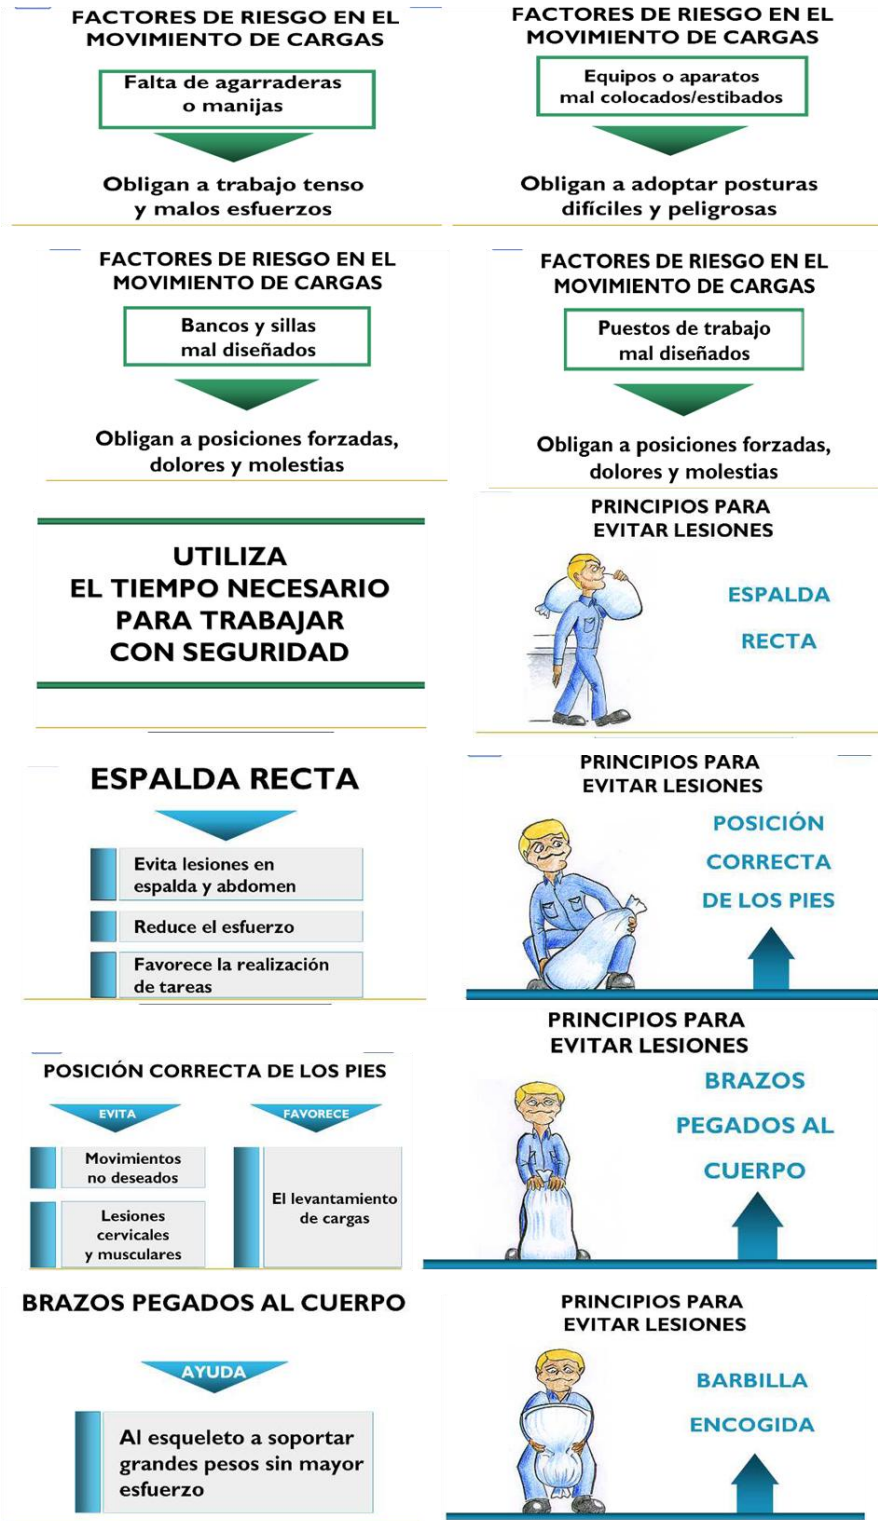 FACTORES DE RIESGO EN EL
MOVIMIENTO DE CARGAS
Falta de agarraderas
o manijas
Obligan a trabajo tenso
y malos esfuerzos
FACTORES DE RIESGO EN EL
MOVIMIENTO DE CARGAS
Equipos o aparatos
mal colocados/estibados
Obligan a adoptar posturas
difíciles y peligrosas
FACTORES DE RIESGO EN EL
MOVIMIENTO DE CARGAS
Bancos y sillas
mal diseñados
Obligan a posiciones forzadas,
dolores y molestias
FACTORES DE RIESGO EN EL
MOVIMIENTO DE CARGAS
Puestos de trabajo
mal diseñados
Obligan a posiciones forzadas,
dolores y molestias
UTILIZA
EL TIEMPO NECESARIO
PARA TRABAJAR
CON SEGURIDAD
PRINCIPIOS PARA
EVITAR LESIONES
ESPALDA
RECTA
ESPALDA RECTA
Evita lesiones en
espalda y abdomen
Reduce el esfuerzo
Favorece la realización
de tareas
PRINCIPIOS PARA
EVITAR LESIONES
POSICIÓN
CORRECTA
DE LOS PIES
POSICIÓN CORRECTA DE LOS PIES
EVITA
Movimientos
no deseados
Lesiones
cervicales
y musculares
FAVORECE
El levantamiento
de cargas
PRINCIPIOS PARA
EVITAR LESIONES
BRAZOS
PEGADOS AL
CUERPO
BRAZOS PEGADOS AL CUERPO
AYUDA
Al esqueleto a soportar
grandes pesos sin mayor
esfuerzo
PRINCIPIOS PARA
EVITAR LESIONES
BARBILLA
ENCOGIDA